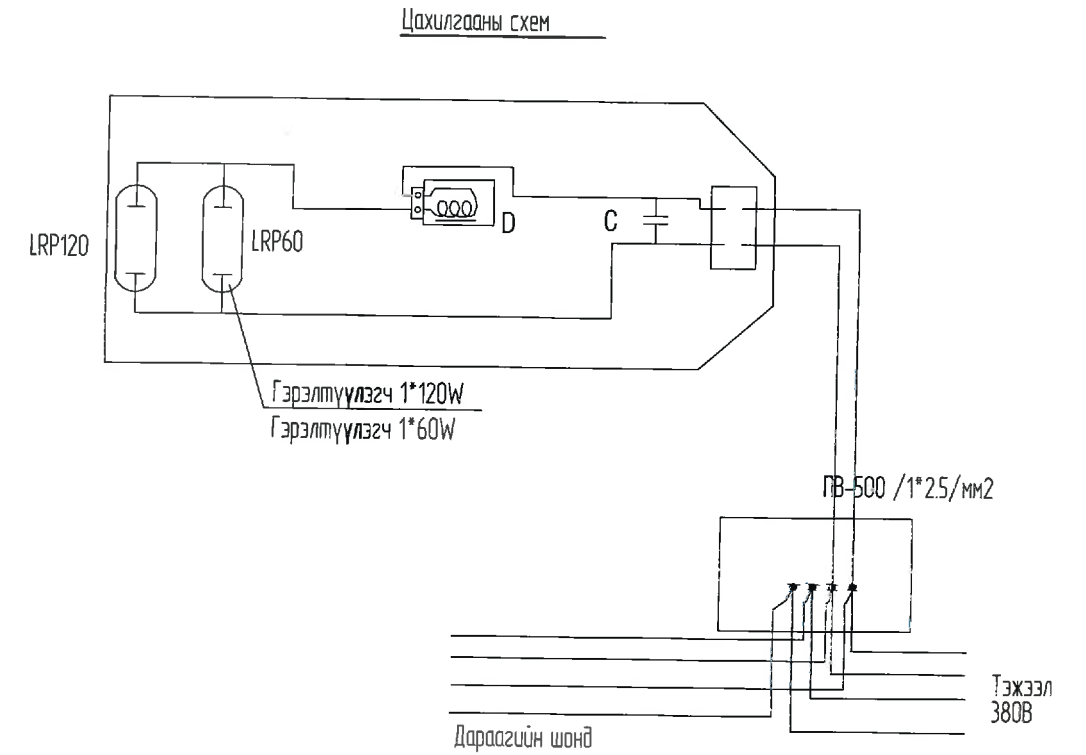 Цахилгааны схем
LRP120
LRP60
D
C
Гэрэлтүүлэгч 1*120W
Гэрэлтүүлэгч 1*60W
ПВ-500 /1*2.5/мм2
Тэжээл
380В
Дараагийн шонд